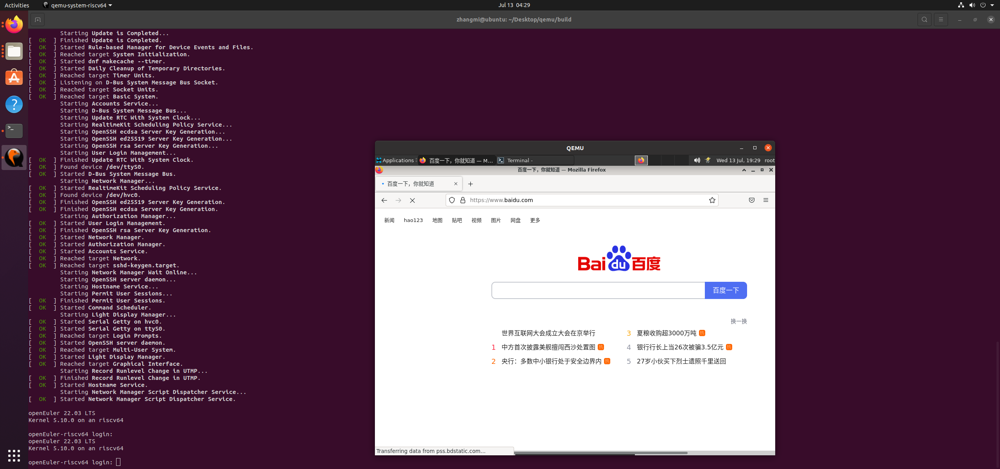 Activities
qemu-system-riscv64
Jul 13 04:29
zhangmi@ubuntu: ~/Desktop/qemu/build
Starting Update is Completed...
[ OK ] Finished Update is Completed.
[ OK ] Started Rule-based Manager for Device Events and Files.
[ OK ] Reached target System Initialization.
[ OK ] Started dnf makecache --timer.
[ OK ] Started Daily Cleanup of Temporary Directories.
[ OK ] Reached target Timer Units.
[ OK ] Listening on D-Bus System Message Bus Socket.
[ OK ] Reached target Socket Units.
[ OK ] Reached target Basic System.
Starting Accounts Service...
Starting D-Bus System Message Bus...
Starting Update RTC With System Clock...
Starting RealtimeKit Scheduling Policy Service...
Starting OpenSSH ecdsa Server Key Generation...
Starting OpenSSH ed25519 Server Key Generation...
Starting OpenSSH rsa Server Key Generation...
Starting User Login Management...
[ OK ] Finished Update RTC With System Clock.
[ OK ] Found device /dev/ttyS0.
[ OK ] Started D-Bus System Message Bus.
Starting Network Manager...
[ OK ] Started RealtimeKit Scheduling Policy Service.
[ OK ] Found device /dev/hvc0.
[ OK ] Finished OpenSSH ed25519 Server Key Generation.
[ OK ] Finished OpenSSH ecdsa Server Key Generation.
Starting Authorization Manager...
[ OK ] Started User Login Management.
[ OK ] Finished OpenSSH rsa Server Key Generation.
[ OK ] Started Network Manager.
[ OK ] Started Authorization Manager.
[ OK ] Started Accounts Service.
[ OK ] Reached target Network.
[ OK ] Reached target sshd-keygen.target.
Starting Network Manager Wait Online...
Starting OpenSSH server daemon...
Starting Hostname Service...
Starting Permit User Sessions...
[ OK ] Finished Permit User Sessions.
[ OK ] Started Command Scheduler.
Starting Light Display Manager...
[ OK ] Started Serial Getty on hvc0.
[ OK ] Started Serial Getty on ttyS0.
[ OK ] Reached target Login Prompts.
[ OK ] Started OpenSSH server daemon.
[ OK ] Reached target Multi-User System.
[ OK ] Started Light Display Manager.
[ OK ] Reached target Graphical Interface.
Starting Record Runlevel Change in UTMP...
[ OK ] Finished Record Runlevel Change in UTMP.
[ OK ] Started Hostname Service.
Starting Network Manager Script Dispatcher Service...
[ OK ] Started Network Manager Script Dispatcher Service.
openEuler 22.03 LTS
Kernel 5.10.0 on an riscv64
openEuler-riscv64 login:
openEuler 22.03 LTS
Kernel 5.10.0 on an riscv64
openEuler-riscv64 login:
QEMU
Applications 百度一下，你就知道 — M... Terminal - Wed 13 Jul, 19:29 root
百度一下，你就知道 — Mozilla Firefox
百度一下，你就知道
https://www.baidu.com
新闻 hao123 地图 贴吧 视频 图片 网盘 更多
Bai du 百度
百度一下
换一换
世界互联网大会成立大会在京举行
3 夏粮收购超3000万吨 热
1 中方首次披露美舰擅闯西沙处置图 热
4 银行行长上当26次被骗3.5亿元 热
2 央行：多数中小银行处于安全边界内 热
5 27岁小伙买下烈士遗照千里送回
Transferring data from pss.bdstatic.com…